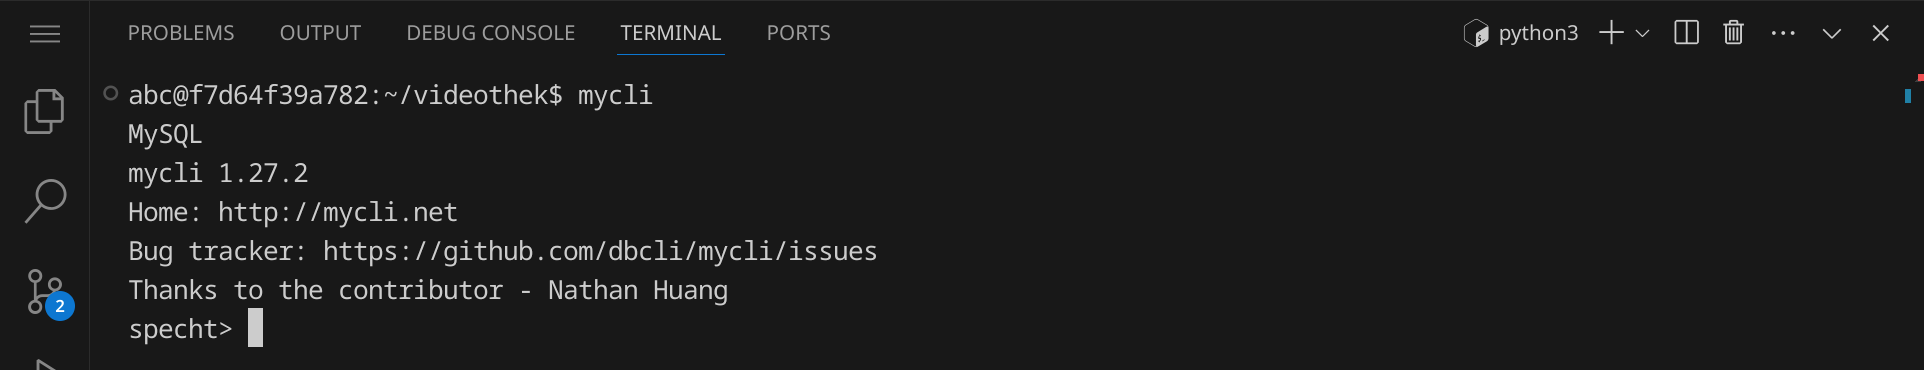 PROBLEMS OUTPUT DEBUG CONSOLE TERMINAL PORTS python3
abc@f7d64f39a782:~/videothek$ mycli
MySQL
mycli 1.27.2
Home: http://mycli.net
Bug tracker: https://github.com/dbcli/mycli/issues
Thanks to the contributor - Nathan Huang
specht>
2